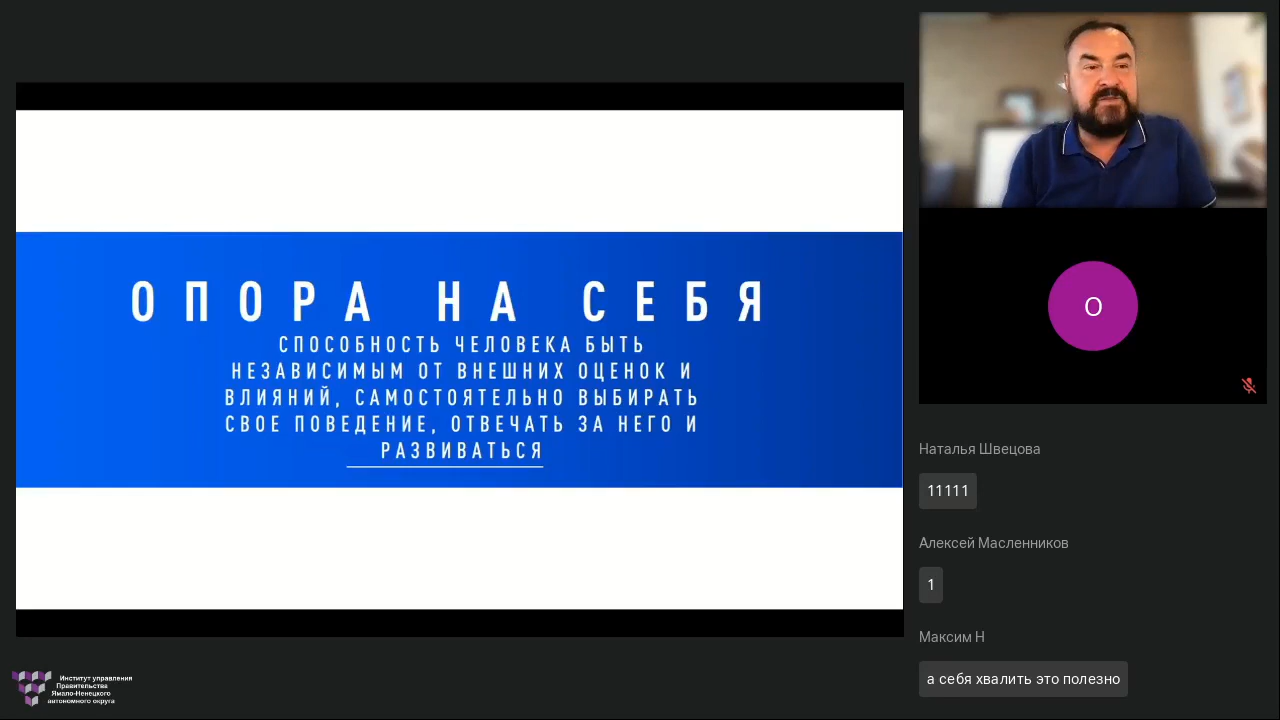 ОПОРА НА СЕБЯ
СПОСОБНОСТЬ ЧЕЛОВЕКА БЫТЬ
НЕЗАВИСИМЫМ ОТ ВНЕШНИХ ОЦЕНОК И
ВЛИЯНИЙ, САМОСТОЯТЕЛЬНО ВЫБИРАТЬ
СВОЕ ПОВЕДЕНИЕ, ОТВЕЧАТЬ ЗА НЕГО И
РАЗВИВАТЬСЯ
О
Наталья Швецова
11111
Алексей Масленников
1
Максим Н
а себя хвалить это полезно
Институт управления
Правительства
Ямало-Ненецкого
автономного округа